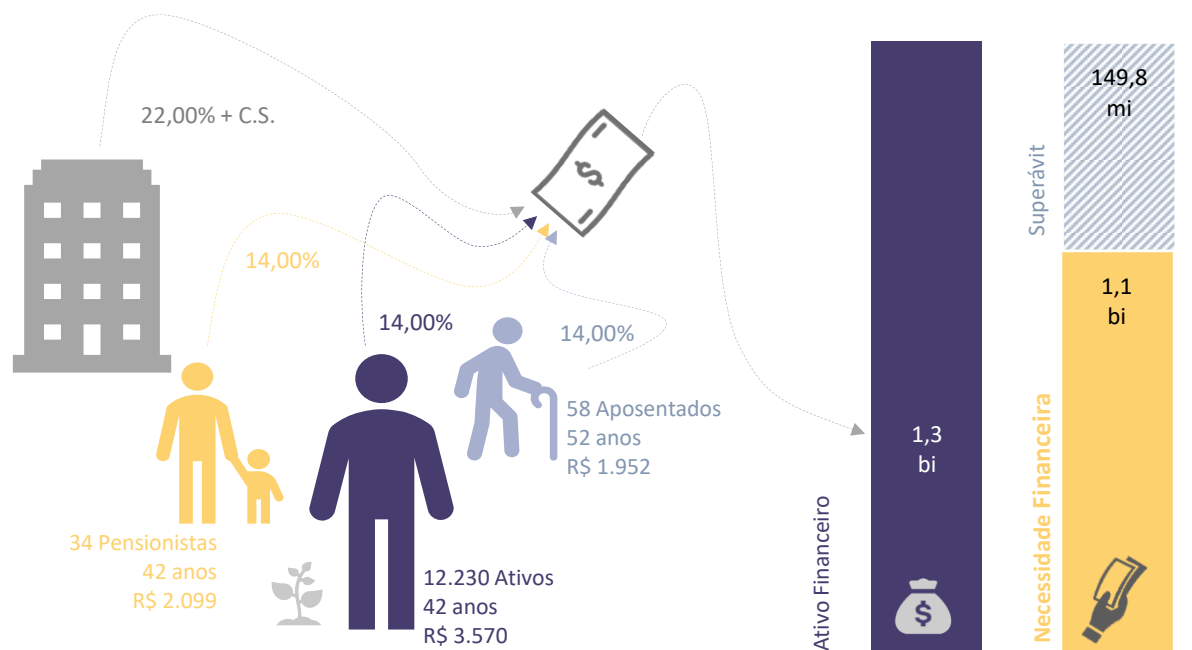 22,00% + C.S.
14,00%
14,00%
14,00%
$
34 Pensionistas
42 anos
R$ 2.099
12.230 Ativos
42 anos
R$ 3.570
58 Aposentados
52 anos
R$ 1.952
Ativo Financeiro
1,3
bi
$
Superávit
149,8
mi
Necessidade Financeira
1,1
bi